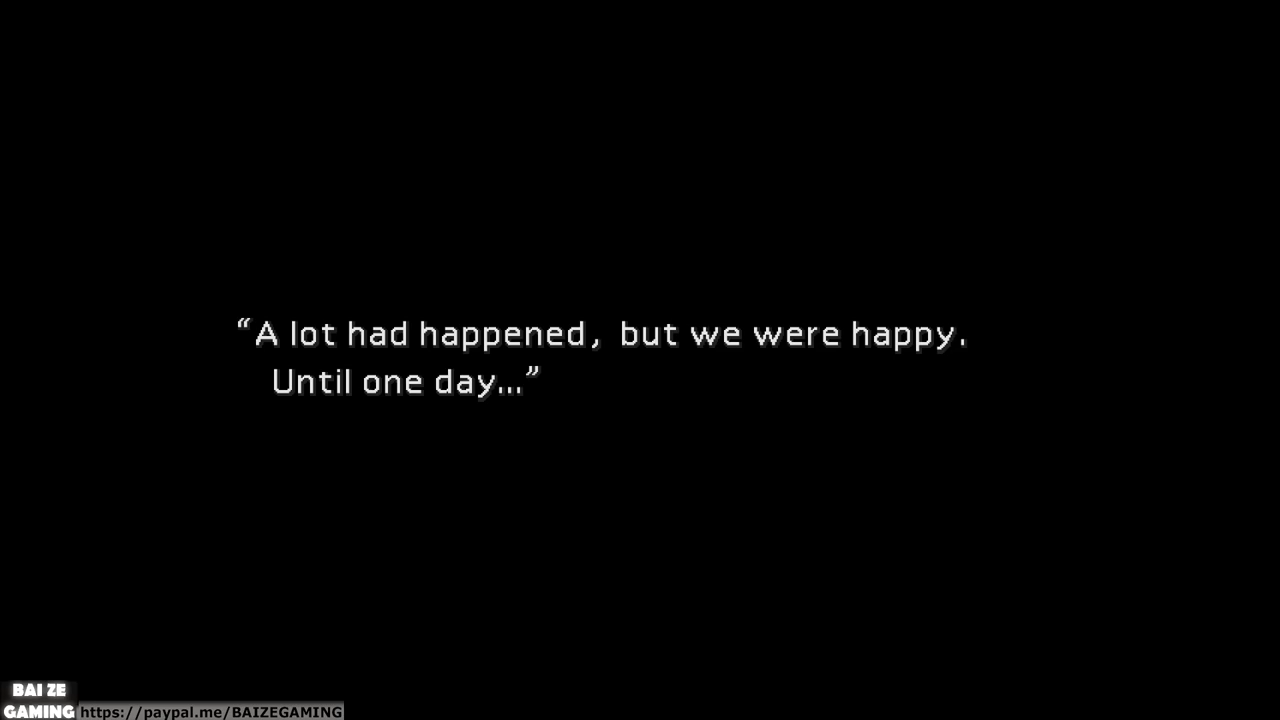 “A lot had happened, but we were happy.
Until one day...”
BAI ZE
GAMING https://paypal.me/BAIZEGAMING